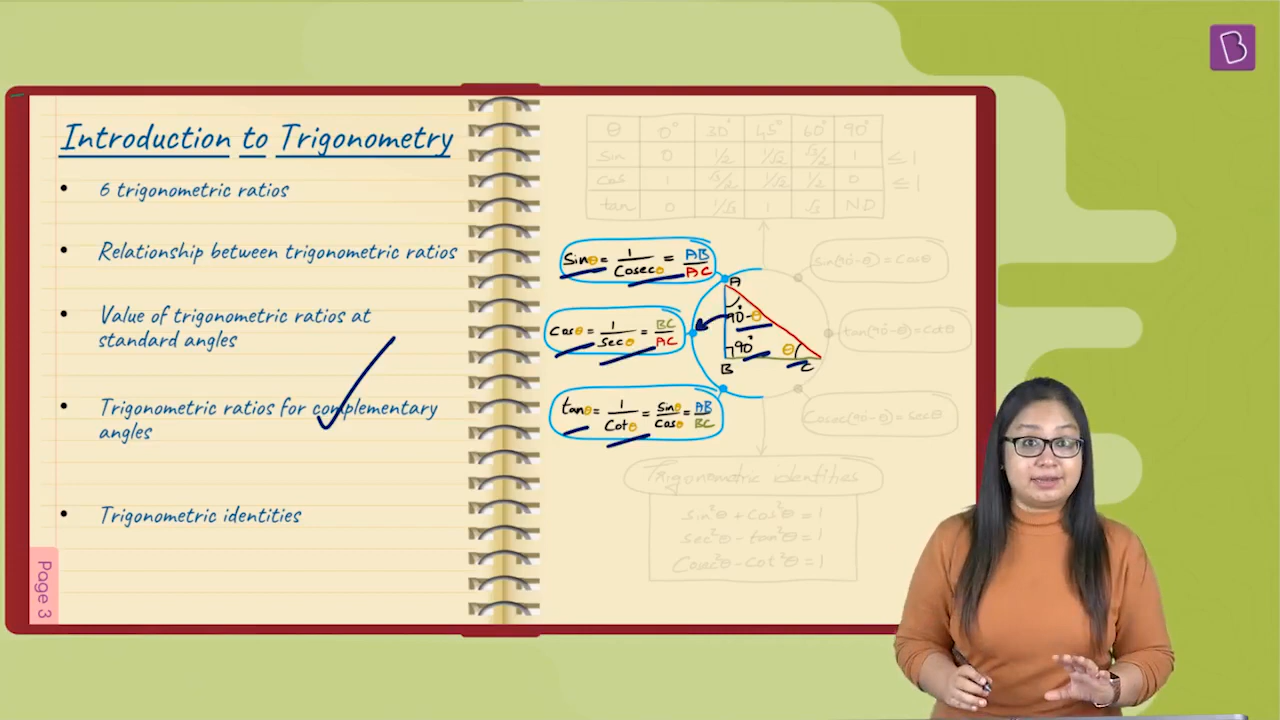 Introduction to Trigonometry
• 6 trigonometric ratios
• Relationship between trigonometric ratios
• Value of trigonometric ratios at
standard angles
• Trigonometric ratios for complementary
angles
• Trigonometric identities
Page 3
θ 0° 30° 45° 60° 90°
sin 0 1/2 1/√2 √3/2 1 ≤ 1
cos 1 √3/2 1/√2 1/2 0 ≤ 1
tan 0 1/√3 1 √3 ND
Sinθ = 1/Cosecθ = AB/AC
Cosθ = 1/secθ = BC/AC
tanθ = 1/Cotθ = Sinθ/Cosθ = AB/BC
A
90°-θ
90° θ
B C
sin(90°-θ)=Cosθ
tan(90°-θ)=Cotθ
Cosec(90°-θ)=secθ
Trigonometric identities
sin²θ + cos²θ = 1
sec²θ - tan²θ = 1
Cosec²θ - cot²θ = 1
B